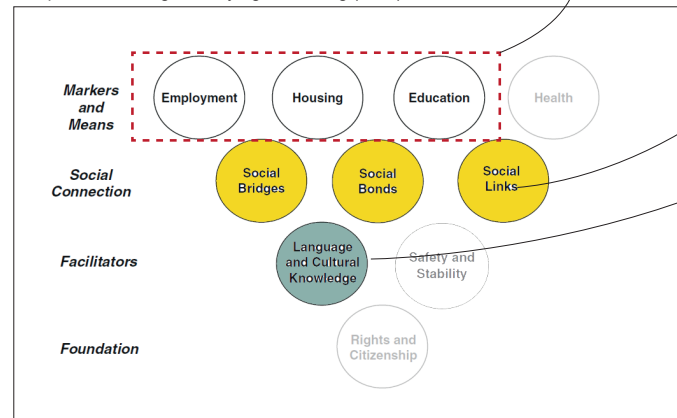 Markers
and
Means
Employment
Housing
Education
Health
Social
Connection
Social
Bridges
Social
Bonds
Social
Links
Facilitators
Language
and Cultural
Knowledge
Safety and
Stability
Foundation
Rights and
Citizenship